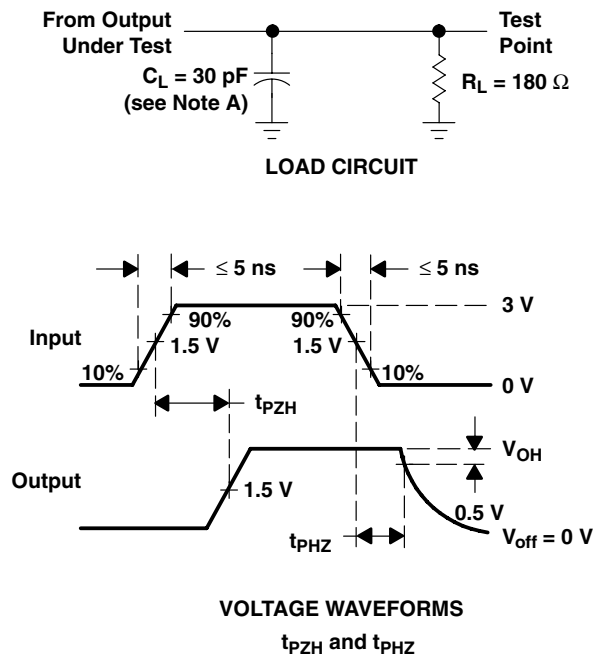 From Output
Under Test
Test
Point
C_L = 30 pF
(see Note A)
R_L = 180 Ω
LOAD CIRCUIT
≤ 5 ns
≤ 5 ns
3 V
90%
90%
Input
1.5 V
1.5 V
10%
10%
0 V
t_PZH
V_OH
Output
1.5 V
0.5 V
t_PHZ
V_off = 0 V
VOLTAGE WAVEFORMS
t_PZH and t_PHZ